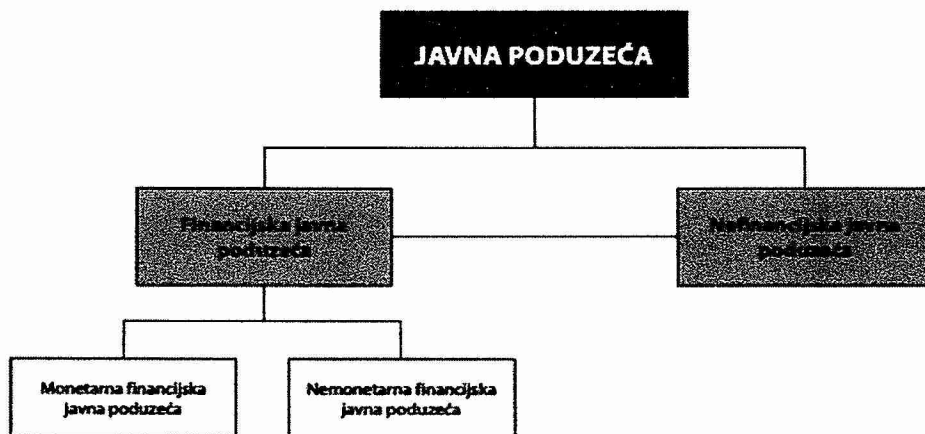 JAVNA PODUZEĆA
Financijska javna
poduzeća
Nefinancijska javna
poduzeća
Monetarna financijska
javna poduzeća
Nemonetarna financijska
javna poduzeća